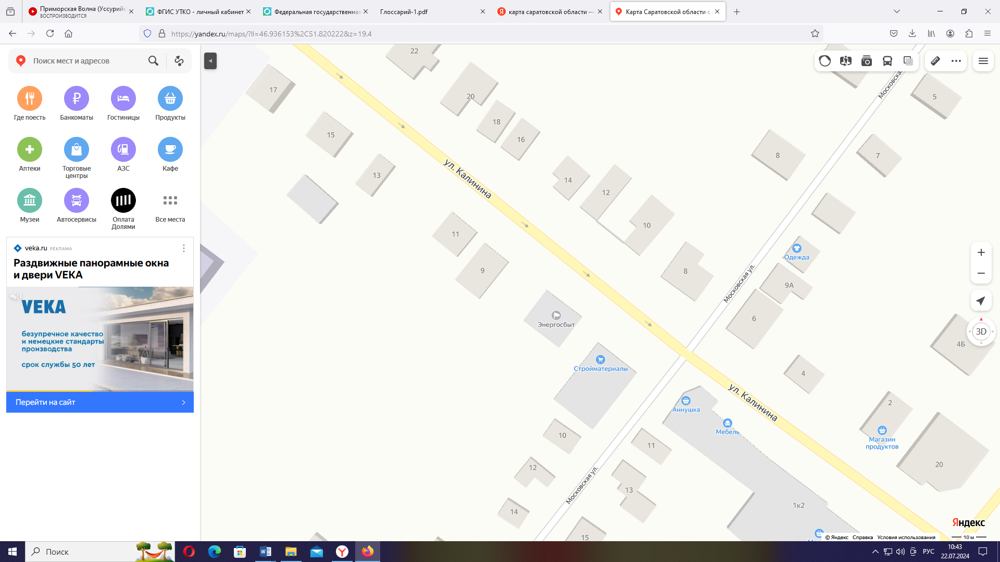 Приморская Волна (Уссурийс
ВОСПРОИЗВОДИТСЯ
ФГИС УТКО - личный кабинет
Федеральная государственная
Глоссарий-1.pdf
карта саратовской области —
Карта Саратовской области с
https://yandex.ru/maps/?ll=46.936153%2C51.820222&z=19.4
Поиск мест и адресов
Где поесть
Банкоматы
Гостиницы
Продукты
Аптеки
Торговые
центры
АЗС
Кафе
Музеи
Автосервисы
Оплата
Долями
Все места
veka.ru РЕКЛАМА
Раздвижные панорамные окна
и двери VEKA
VEKA
безупречное качество
и немецкие стандарты
производства
срок службы 50 лет
Перейти на сайт
22
17
20
15
18
16
13
ул. Калинина
14
12
10
11
9
8
Московская
5
8
7
Одежда
Московская ул.
9А
6
Энергосбыт
Стройматериалы
4Б
4
ул. Калинина
2
Аннушка
Мебель
Магазин
продуктов
10
11
20
12
Московская ул.
13
14
1к2
15
3D
Яндекс
© Яндекс Справка Условия использования
10 м
Поиск
РУС
10:43
22.07.2024